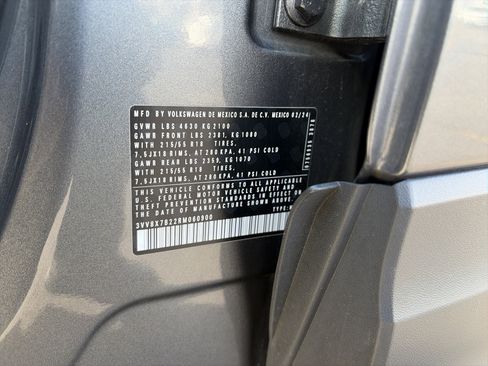 MFD BY VOLKSWAGEN DE MEXICO S.A. DE C.V. MEXICO 02/24
GVWR LBS 4630 KG 2100
GAWR FRONT LBS 2381, KG 1080
WITH 215/55 R18 TIRES,
7,5JX18 RIMS, AT 280KPA, 41 PSI COLD
GAWR REAR LBS 2359, KG 1070
WITH 215/55 R18 TIRES,
7,5JX18 RIMS, AT 280KPA, 41 PSI COLD
THIS VEHICLE CONFORMS TO ALL APPLICABLE
U.S. FEDERAL MOTOR VEHICLE SAFETY AND
THEFT PREVENTION STANDARDS IN EFFECT
ON THE DATE OF MANUFACTURE SHOWN ABOVE.